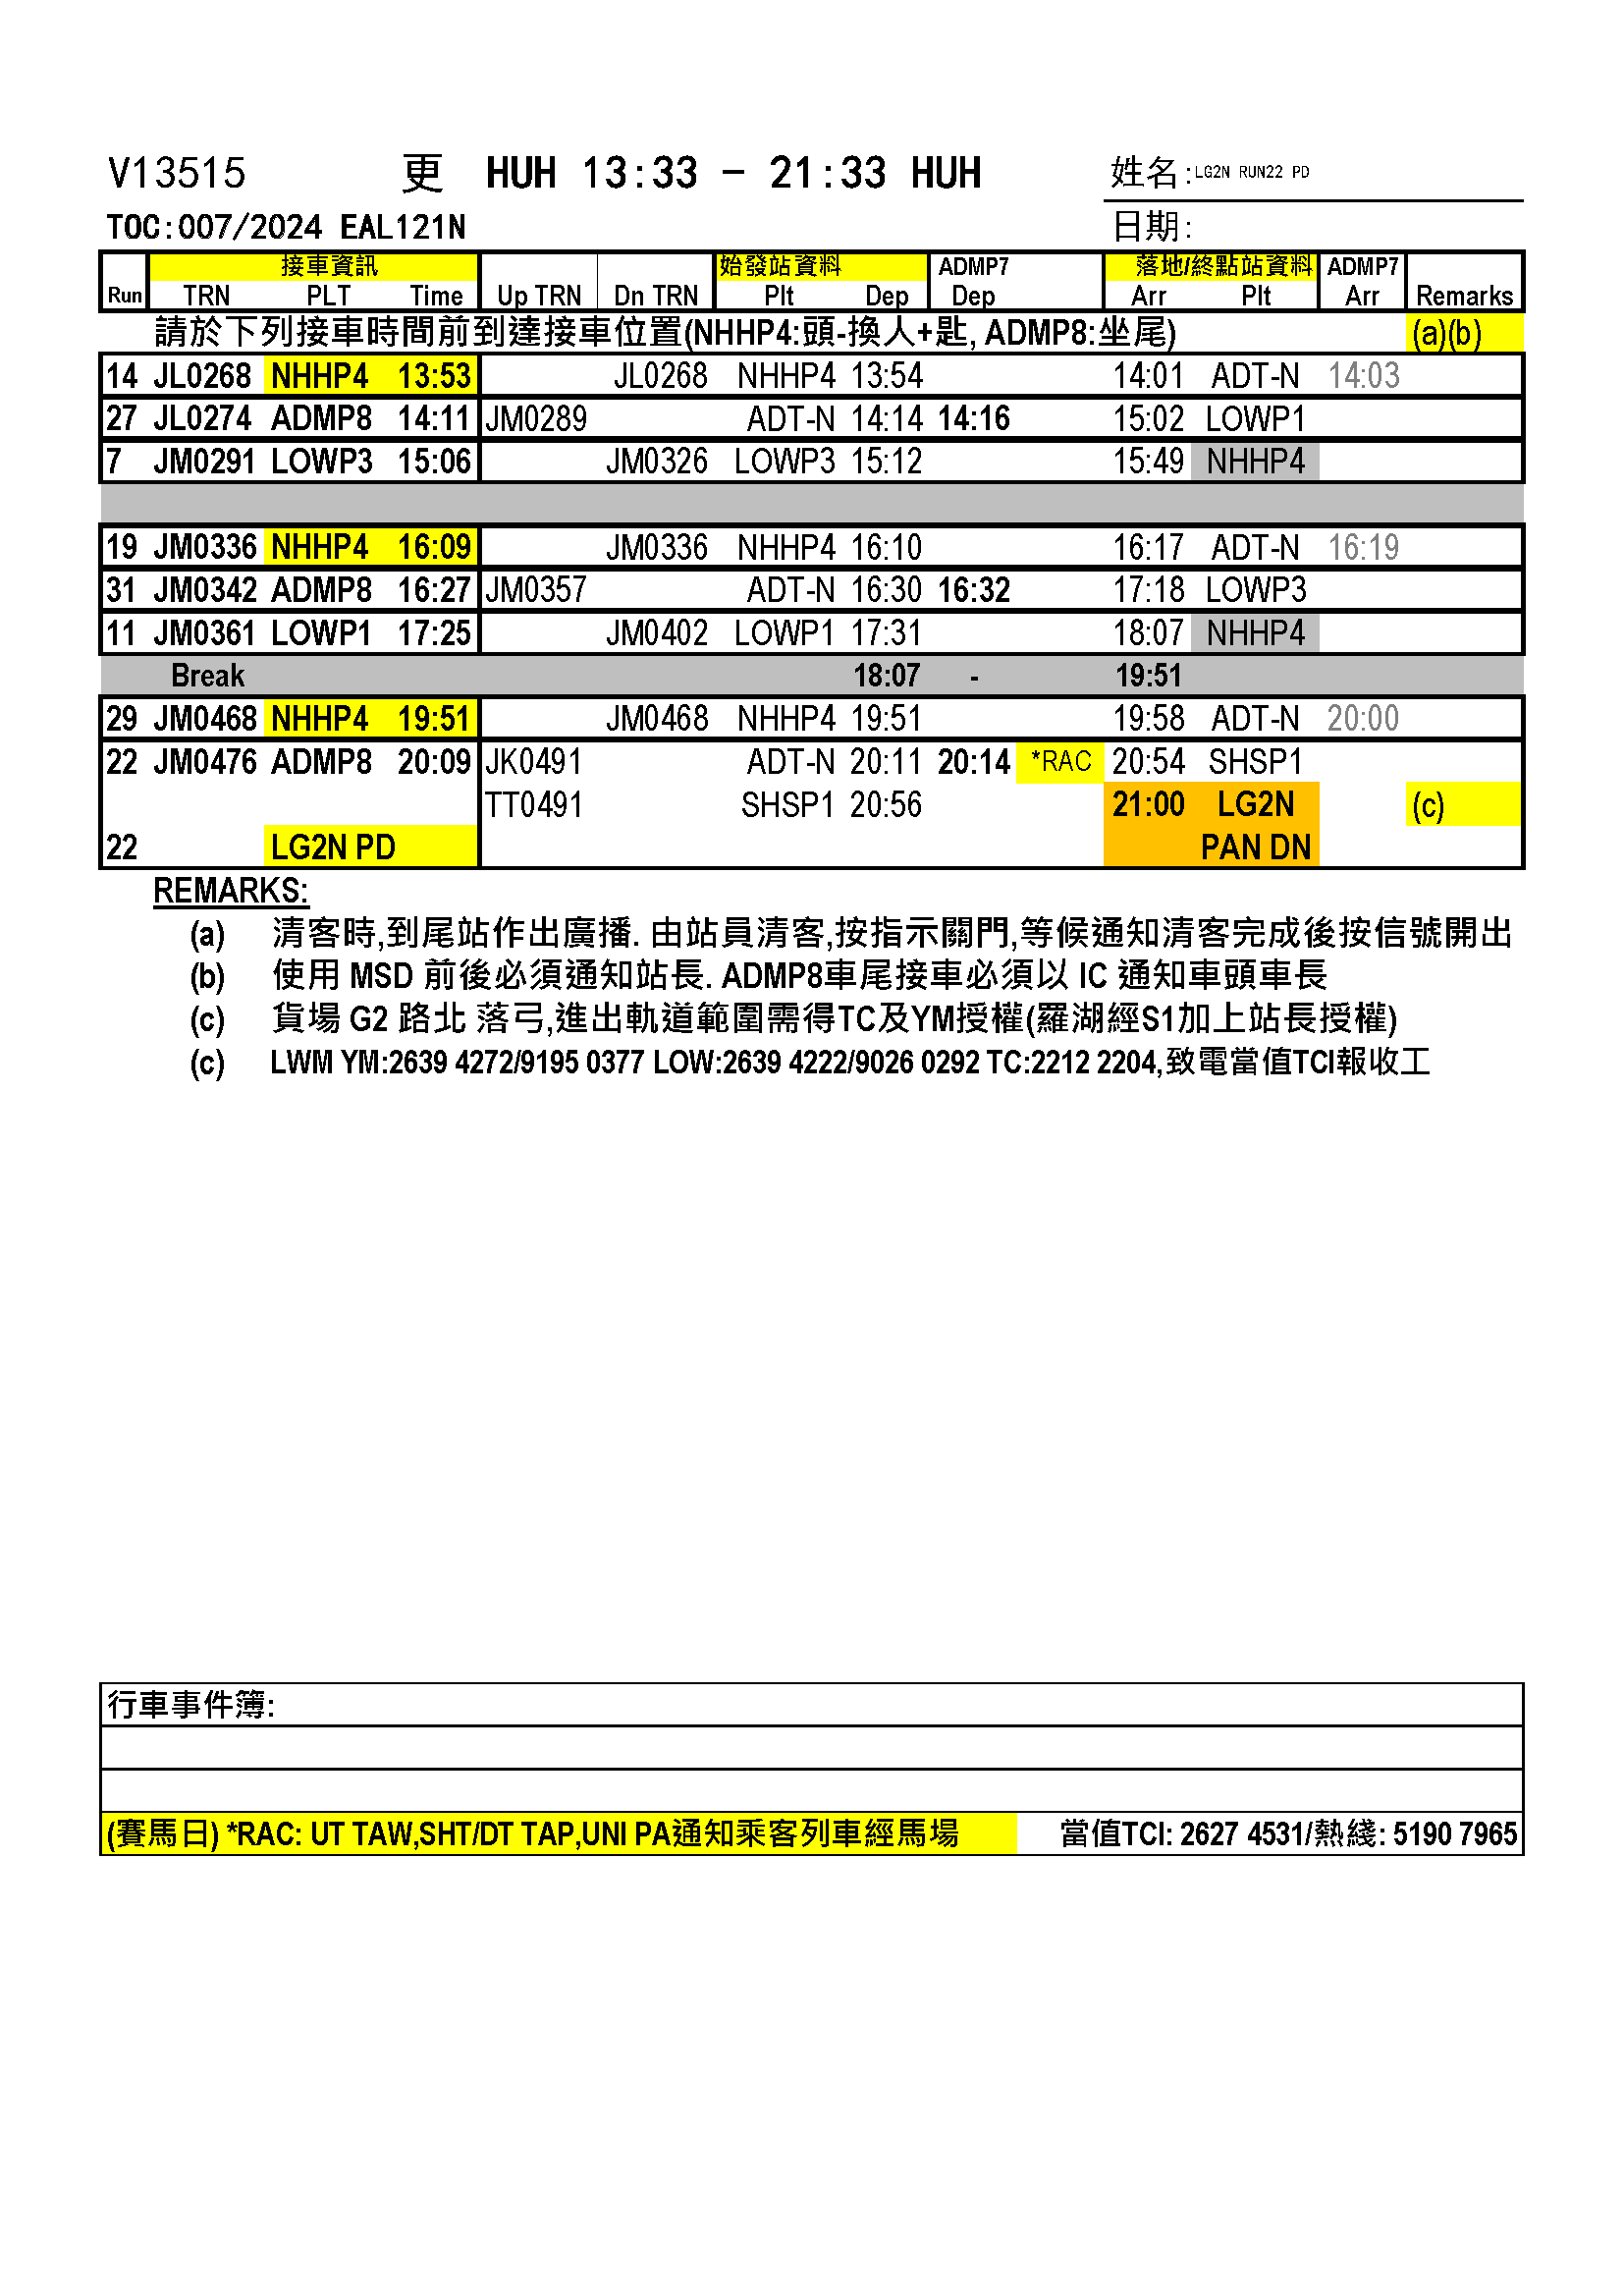 V13515 更 HUH 13:33 - 21:33 HUH 姓名:LG2N RUN22 PD
TOC:007/2024 EAL121N 日期:
接車資訊 始發站資料 ADMP7 落地/終點站資料 ADMP7
Run TRN PLT Time Up TRN Dn TRN Plt Dep Dep Arr Plt Arr Remarks
請於下列接車時間前到達接車位置(NHHP4:頭-換人+匙, ADMP8:坐尾) (a)(b)
14 JL0268 NHHP4 13:53 JL0268 NHHP4 13:54 14:01 ADT-N 14:03
27 JL0274 ADMP8 14:11 JM0289 ADT-N 14:14 14:16 15:02 LOWP1
7 JM0291 LOWP3 15:06 JM0326 LOWP3 15:12 15:49 NHHP4
19 JM0336 NHHP4 16:09 JM0336 NHHP4 16:10 16:17 ADT-N 16:19
31 JM0342 ADMP8 16:27 JM0357 ADT-N 16:30 16:32 17:18 LOWP3
11 JM0361 LOWP1 17:25 JM0402 LOWP1 17:31 18:07 NHHP4
Break 18:07 - 19:51
29 JM0468 NHHP4 19:51 JM0468 NHHP4 19:51 19:58 ADT-N 20:00
22 JM0476 ADMP8 20:09 JK0491 ADT-N 20:11 20:14 *RAC 20:54 SHSP1
TT0491 SHSP1 20:56 21:00 LG2N (c)
22 LG2N PD PAN DN
REMARKS:
(a) 清客時,到尾站作出廣播. 由站員清客,按指示關門,等候通知清客完成後按信號開出
(b) 使用 MSD 前後必須通知站長. ADMP8車尾接車必須以 IC 通知車頭車長
(c) 貨場 G2 路北 落弓,進出軌道範圍需得TC及YM授權(羅湖經S1加上站長授權)
(c) LWM YM:2639 4272/9195 0377 LOW:2639 4222/9026 0292 TC:2212 2204,致電當值TCI報收工
行車事件簿:
(賽馬日) *RAC: UT TAW,SHT/DT TAP,UNI PA通知乘客列車經馬場 當值TCI: 2627 4531/熱綫: 5190 7965